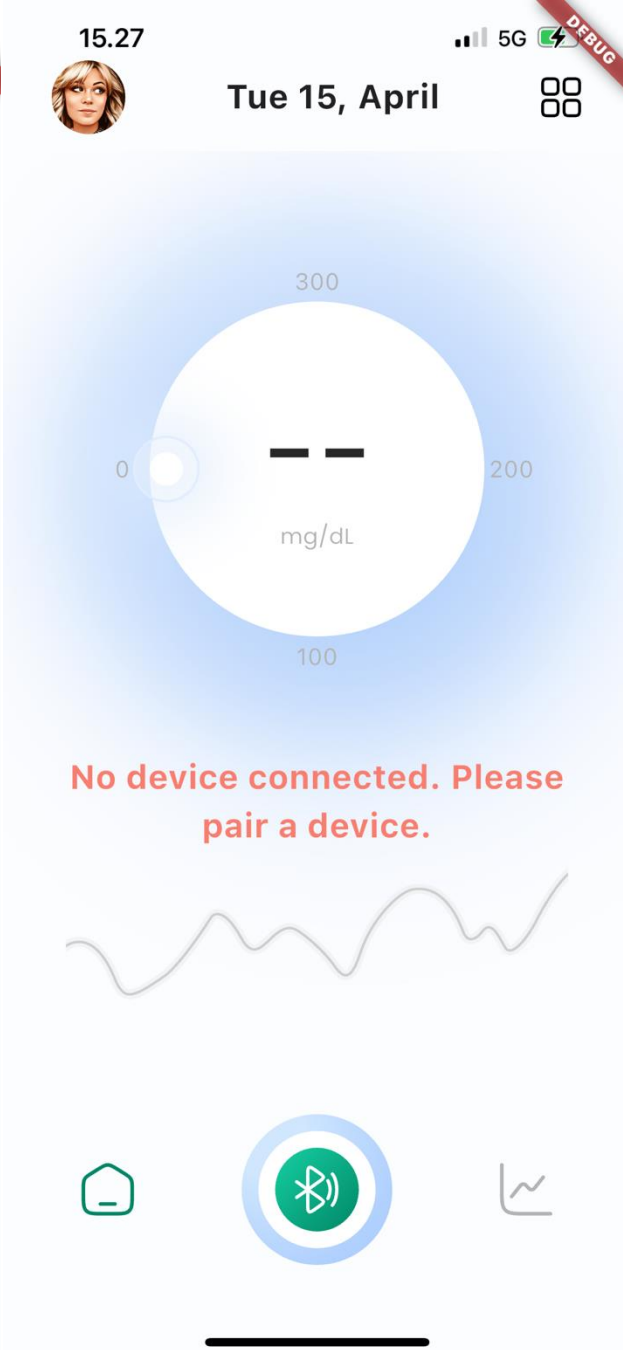 15.27
5G
DEBUG
Tue 15, April
300
0
200
-- 
mg/dL
100
No device connected. Please
pair a device.